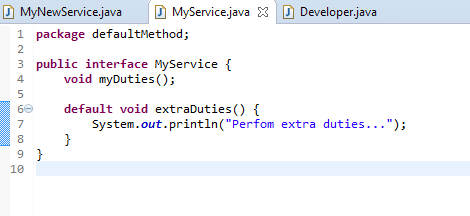 MyNewService.java MyService.java Developer.java
1 package defaultMethod;
2
3 public interface MyService {
4 void myDuties();
5
6 default void extraDuties() {
7 System.out.println("Perfom extra duties...");
8 }
9 }
10